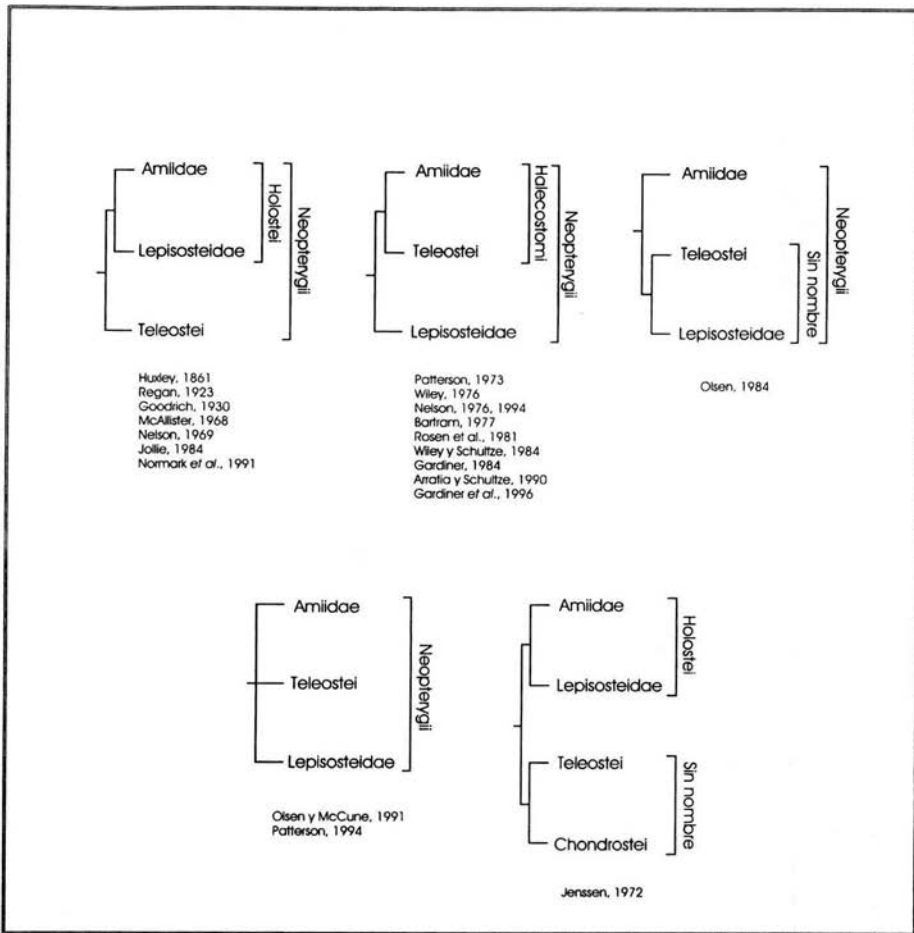 Amiidae
Lepisosteidae
Teleostei
Holostei
Neopterygii
Huxley, 1861
Regan, 1923
Goodrich, 1930
McAllister, 1968
Nelson, 1969
Jollie, 1984
Normark et al., 1991
Amiidae
Teleostei
Lepisosteidae
Halecostomi
Neopterygii
Patterson, 1973
Wiley, 1976
Nelson, 1976, 1994
Bartram, 1977
Rosen et al., 1981
Wiley y Schultze, 1984
Gardiner, 1984
Arratia y Schultze, 1990
Gardiner et al., 1996
Amiidae
Teleostei
Lepisosteidae
Sin nombre
Neopterygii
Olsen, 1984
Amiidae
Teleostei
Lepisosteidae
Neopterygii
Olsen y McCune, 1991
Patterson, 1994
Amiidae
Lepisosteidae
Teleostei
Chondrostei
Holostei
Sin nombre
Jenssen, 1972